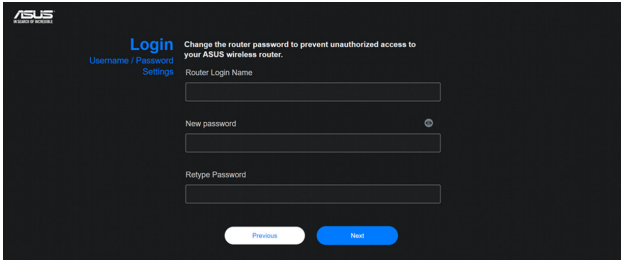 ASUS
IN SEARCH OF INCREDIBLE
Login
Username / Password
Settings
Change the router password to prevent unauthorized access to
your ASUS wireless router.
Router Login Name
New password
Retype Password
Previous
Next